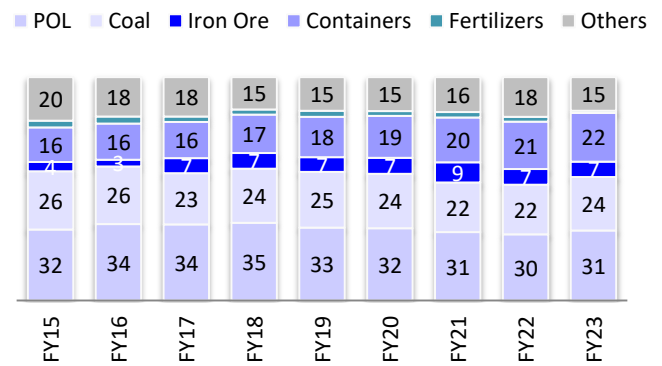 POL Coal Iron Ore Containers Fertilizers Others
20 18 18 15 15 15 16 18 15
16 16 16 17 18 19 20 21 22
4 3 7 7 7 7 9 7 7
26 26 23 24 25 24 22 22 24
32 34 34 35 33 32 31 30 31
FY15 FY16 FY17 FY18 FY19 FY20 FY21 FY22 FY23